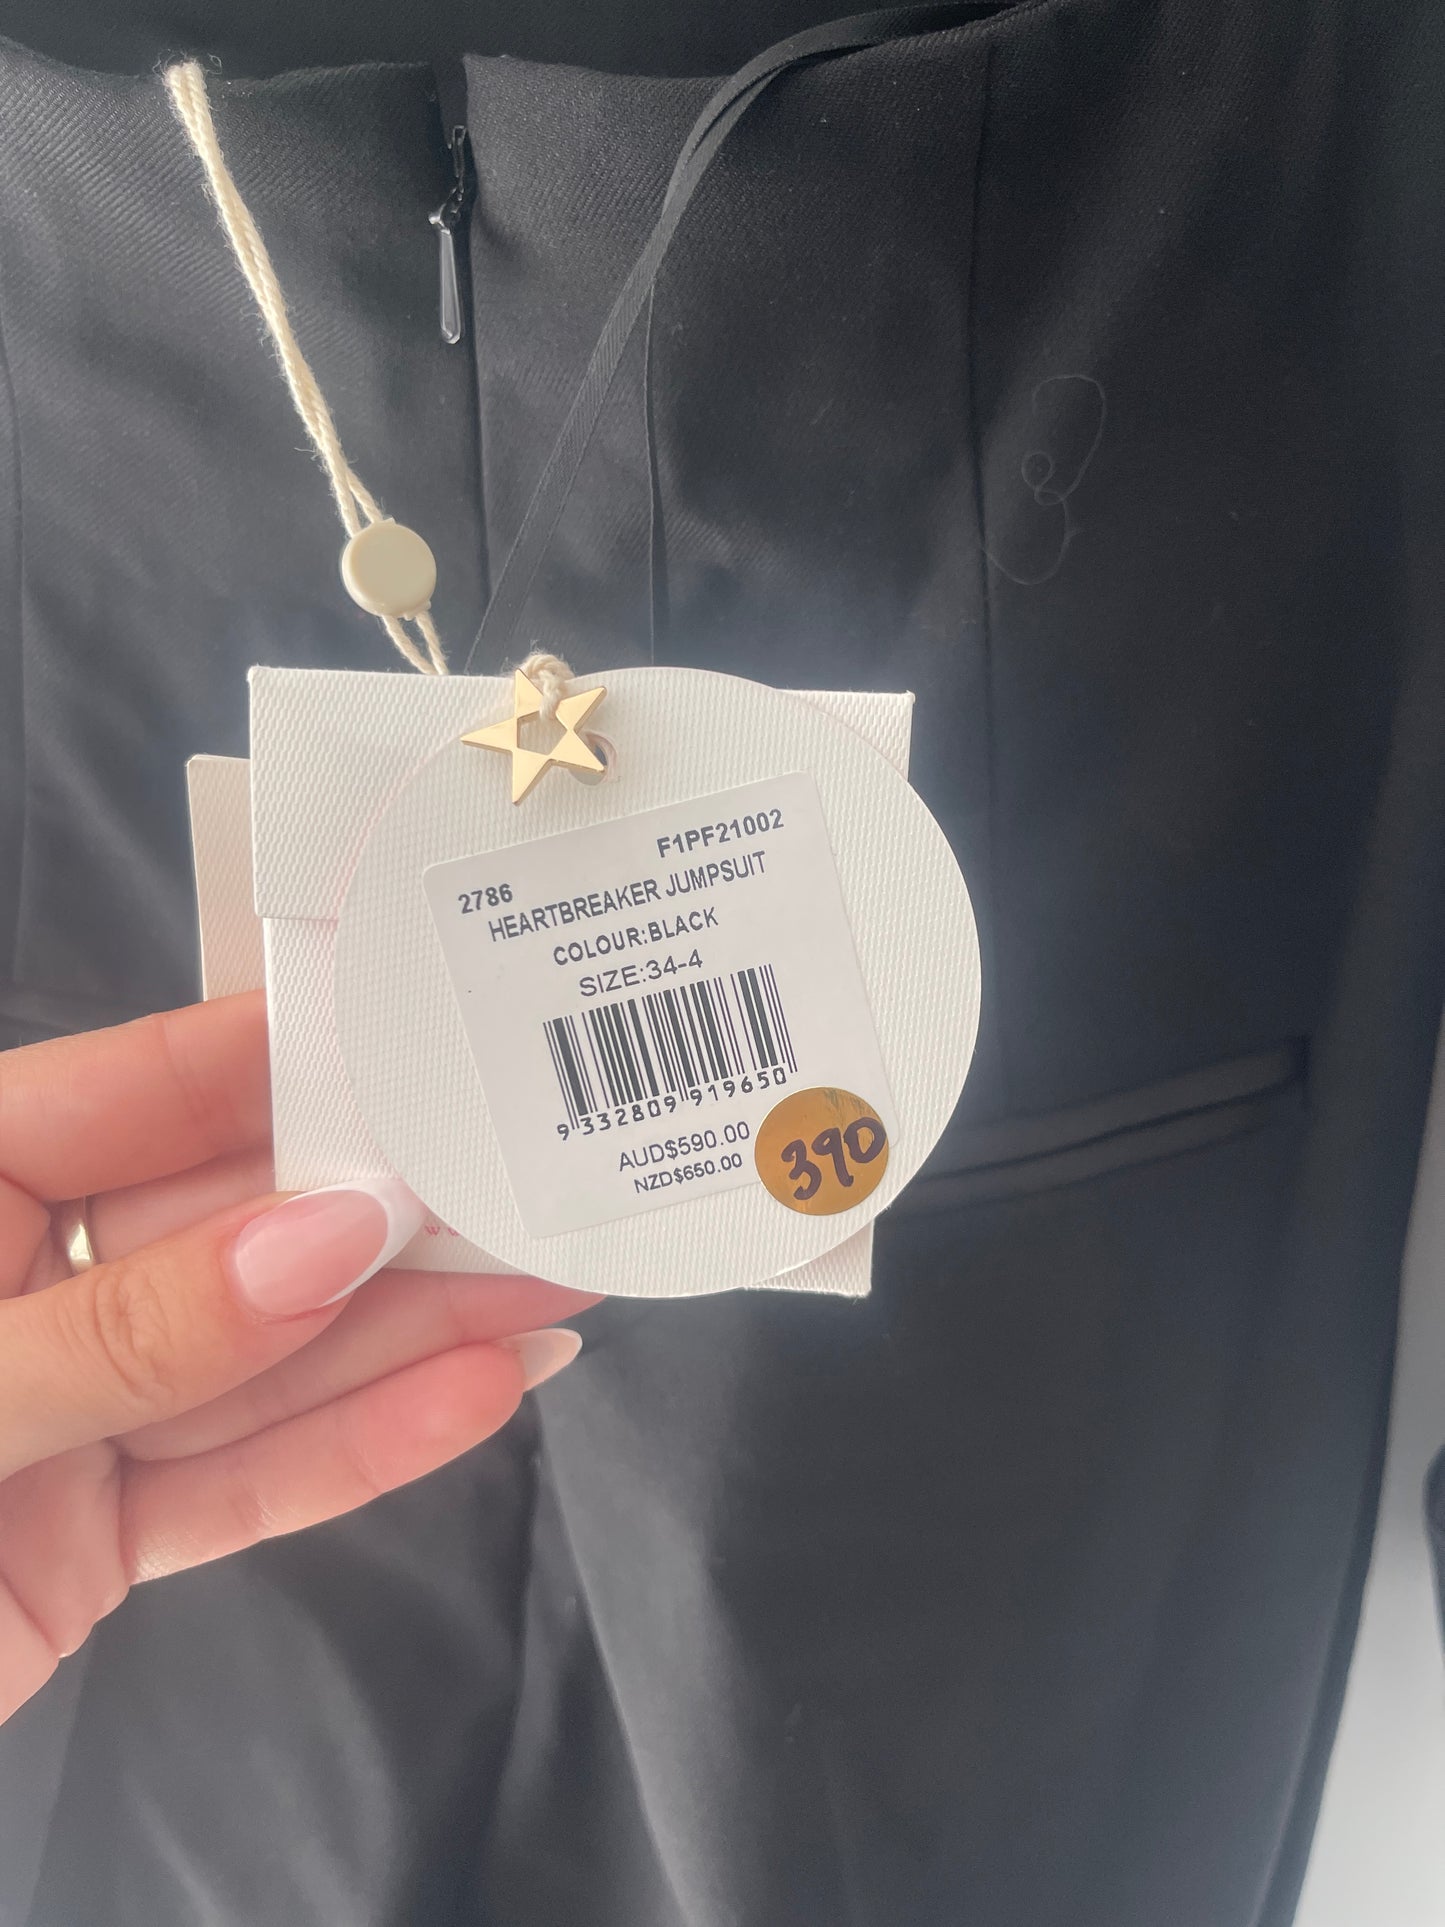 F1PF21002
2786
HEARTBREAKER JUMPSUIT
COLOUR:BLACK
SIZE:34-4
9 332809 919650
AUD$590.00
NZD$650.00
390